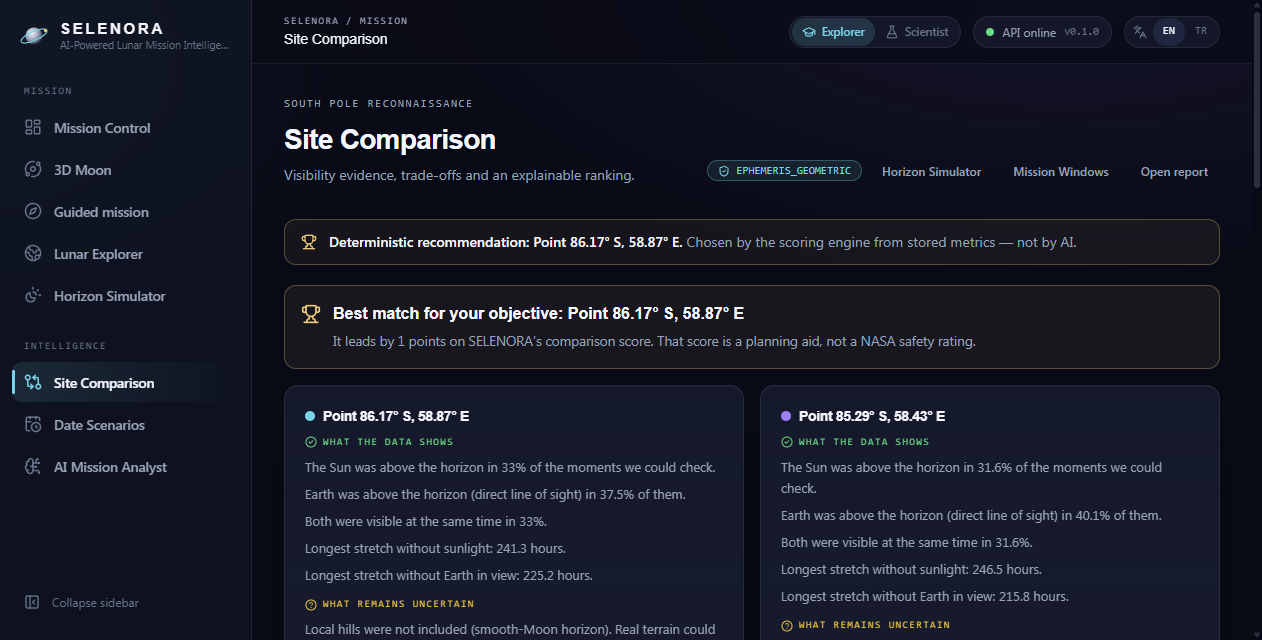 SELENORA
AI-Powered Lunar Mission Intellige...
MISSION
Mission Control
3D Moon
Guided mission
Lunar Explorer
Horizon Simulator
INTELLIGENCE
Site Comparison
Date Scenarios
AI Mission Analyst
Collapse sidebar
SELENORA / MISSION
Site Comparison
Explorer
Scientist
API online v0.1.0
EN
TR
SOUTH POLE RECONNAISSANCE
Site Comparison
Visibility evidence, trade-offs and an explainable ranking.
EPHEMERIS_GEOMETRIC
Horizon Simulator
Mission Windows
Open report
Deterministic recommendation: Point 86.17° S, 58.87° E. Chosen by the scoring engine from stored metrics — not by AI.
Best match for your objective: Point 86.17° S, 58.87° E
It leads by 1 points on SELENORA's comparison score. That score is a planning aid, not a NASA safety rating.
Point 86.17° S, 58.87° E
WHAT THE DATA SHOWS
The Sun was above the horizon in 33% of the moments we could check.
Earth was above the horizon (direct line of sight) in 37.5% of them.
Both were visible at the same time in 33%.
Longest stretch without sunlight: 241.3 hours.
Longest stretch without Earth in view: 225.2 hours.
WHAT REMAINS UNCERTAIN
Local hills were not included (smooth-Moon horizon). Real terrain could
Point 85.29° S, 58.43° E
WHAT THE DATA SHOWS
The Sun was above the horizon in 31.6% of the moments we could
check.
Earth was above the horizon (direct line of sight) in 40.1% of them.
Both were visible at the same time in 31.6%.
Longest stretch without sunlight: 246.5 hours.
Longest stretch without Earth in view: 215.8 hours.
WHAT REMAINS UNCERTAIN